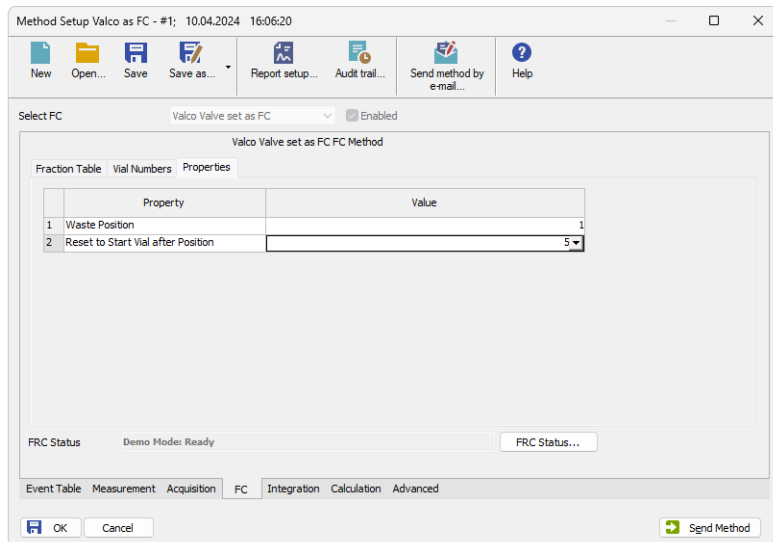 Method Setup Valco as FC - #1; 10.04.2024 16:06:20
New Open... Save Save as... Report setup... Audit trail... Send method by e-mail... Help
Select FC Valco Valve set as FC Enabled
Valco Valve set as FC FC Method
Fraction Table Vial Numbers Properties
Property Value
1 Waste Position 1
2 Reset to Start Vial after Position 5
FRC Status Demo Mode: Ready FRC Status...
Event Table Measurement Acquisition FC Integration Calculation Advanced
OK Cancel Send Method